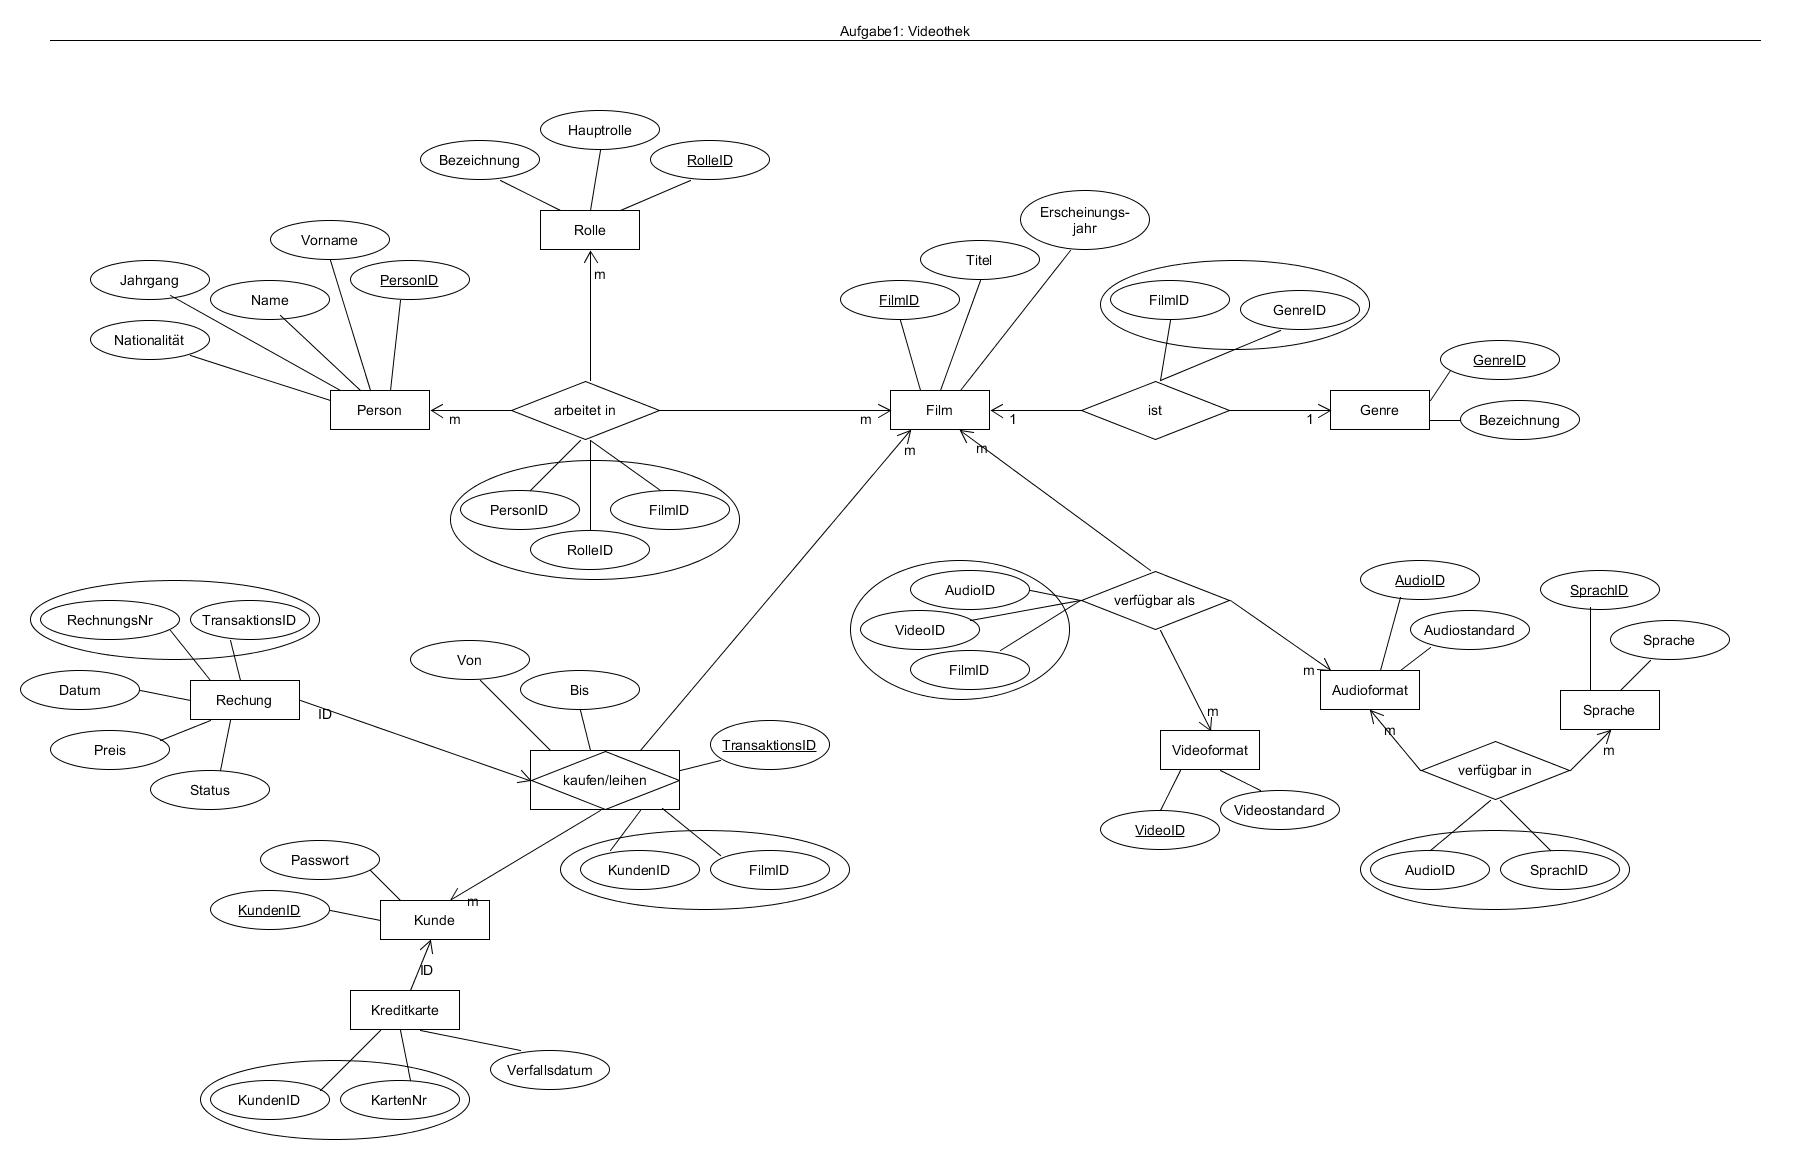 Aufgabe1: Videothek
Hauptrolle
Bezeichnung
RolleID
Rolle
m
Vorname
Jahrgang
Name
PersonID
Nationalität
Person
m
arbeitet in
m
PersonID
RolleID
FilmID
Erscheinungs-
jahr
Titel
FilmID
Film
m
m
1
ist
1
FilmID
GenreID
Genre
GenreID
Bezeichnung
RechnungsNr
TransaktionsID
Datum
Rechung
Preis
Status
ID
Von
Bis
TransaktionsID
kaufen/leihen
KundenID
FilmID
Passwort
KundenID
m
Kunde
ID
Kreditkarte
Verfallsdatum
KundenID
KartenNr
AudioID
VideoID
FilmID
verfügbar als
m
Videoformat
VideoID
Videostandard
AudioID
Audiostandard
m
Audioformat
m
SprachID
Sprache
Sprache
m
verfügbar in
AudioID
SprachID